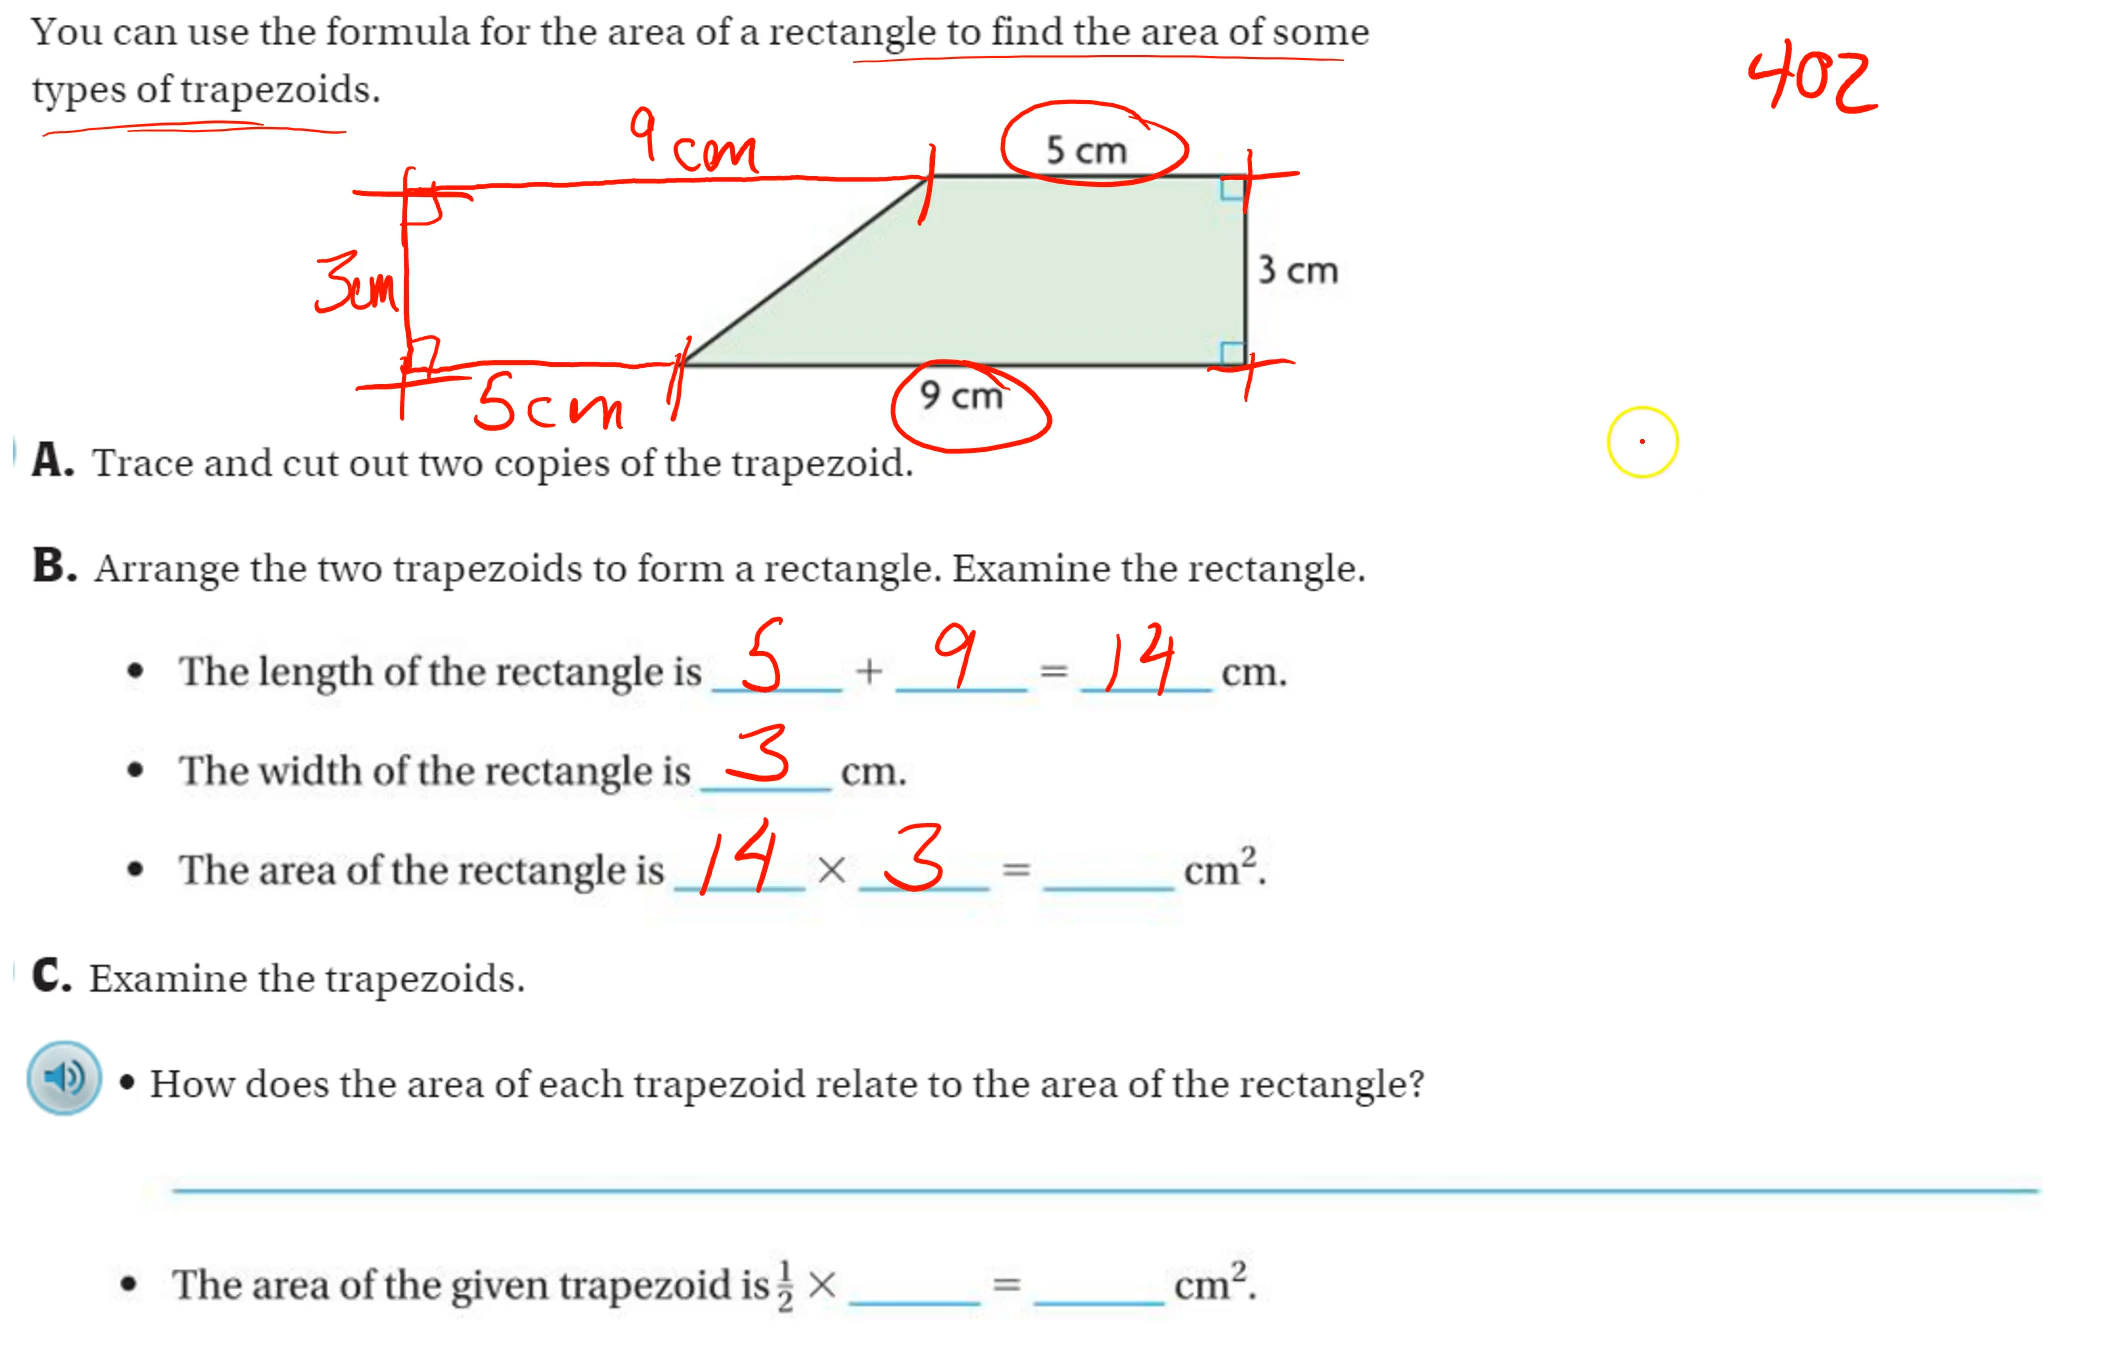 You can use the formula for the area of a rectangle to find the area of some
types of trapezoids.
402
9 cm
5 cm
3cm
3 cm
5cm
9 cm
A. Trace and cut out two copies of the trapezoid.
B. Arrange the two trapezoids to form a rectangle. Examine the rectangle.
• The length of the rectangle is 5 + 9 = 14 cm.
• The width of the rectangle is 3 cm.
• The area of the rectangle is 14 × 3 = ____ cm².
C. Examine the trapezoids.
• How does the area of each trapezoid relate to the area of the rectangle?
• The area of the given trapezoid is ½ × ____ = ____ cm².